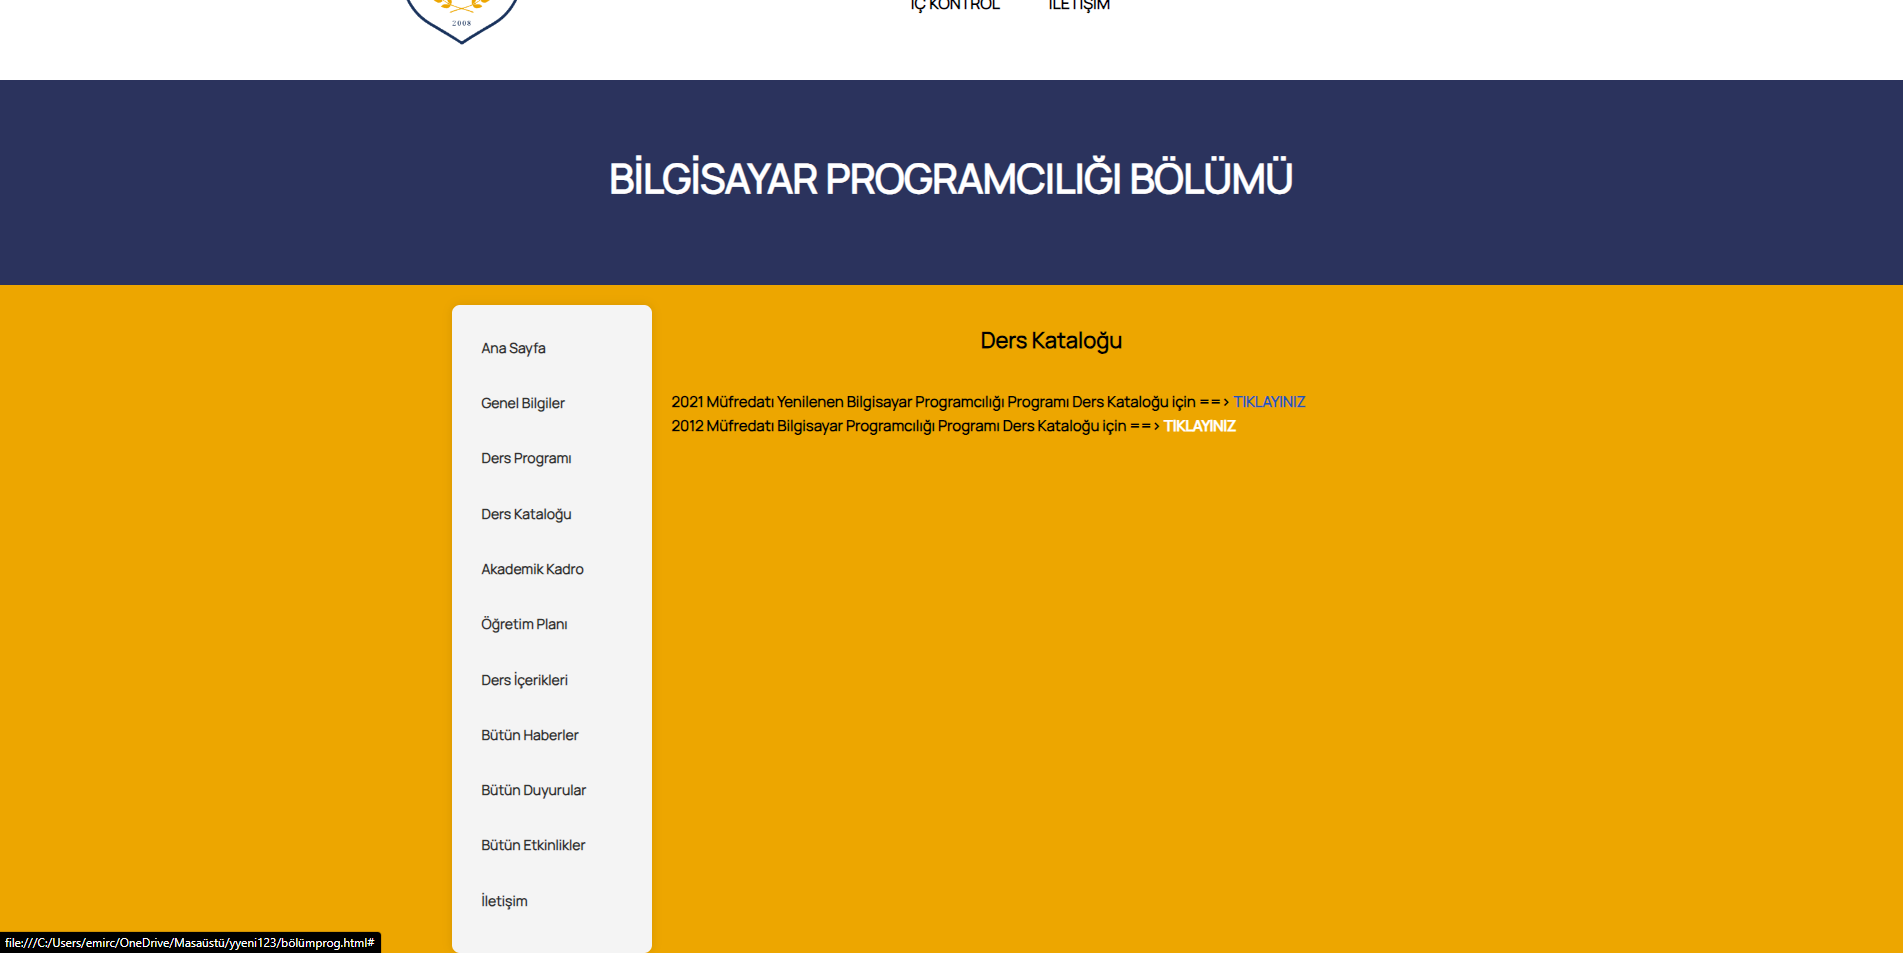 2008
İÇ KONTROL
İLETİŞİM
BİLGİSAYAR PROGRAMCILIĞI BÖLÜMÜ
Ana Sayfa
Genel Bilgiler
Ders Programı
Ders Kataloğu
Akademik Kadro
Öğretim Planı
Ders İçerikleri
Bütün Haberler
Bütün Duyurular
Bütün Etkinlikler
İletişim
Ders Kataloğu
2021 Müfredatı Yenilenen Bilgisayar Programcılığı Programı Ders Kataloğu için ==> TIKLAYINIZ
2012 Müfredatı Bilgisayar Programcılığı Programı Ders Kataloğu için ==> TIKLAYINIZ
file:///C:/Users/emirc/OneDrive/Masaüstü/yyeni123/bölümprog.html#